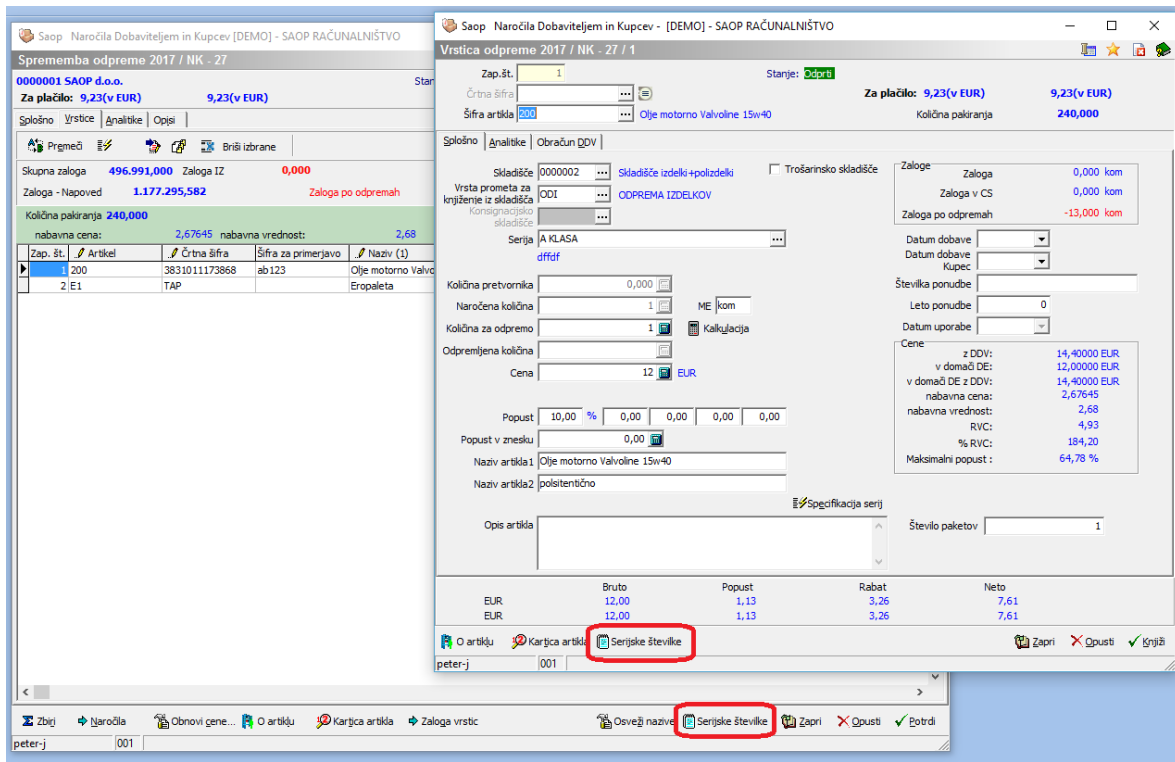 Saop Naročila Dobaviteljem in Kupcev [DEMO] - SAOP RAČUNALNIŠTVO
Sprememba odpreme 2017 / NK - 27
0000001 SAOP d.o.o. Star
Za plačilo: 9,23(v EUR) 9,23(v EUR)
Splošno Vrstice Analitike Opisi
Premeči Briši izbrane
Skupna zaloga 496.991,000 Zaloga IZ 0,000
Zaloga - Napoved 1.177.295,582 Zaloga po odpremah
Količina pakiranja 240,000
nabavna cena: 2,67645 nabavna vrednost: 2,68
Zap. št. Artikel Črtna šifra Šifra za primerjavo Naziv (1)
1 200 3831011173868 ab123 Olje motorno Valvo
2 E1 TAP Eropaleta
Zbirj Naročila Obnovi cene... O artiklu Kartica artikla Zaloga vrstic Osveži nazive Serijske številke Zapri Opusti Potrdi
peter-j 001
Saop Naročila Dobaviteljem in Kupcev - [DEMO] - SAOP RAČUNALNIŠTVO
Vrstica odpreme 2017 / NK - 27 / 1
Zap.št. 1 Stanje: Odprti
Črtna šifra ... Za plačilo: 9,23(v EUR) 9,23(v EUR)
Šifra artikla 200 ... Olje motorno Valvoline 15w40 Količina pakiranja 240,000
Splošno Analitike Obračun DDV
Skladišče 0000002 ... Skladišče izdelki+polizdelki Trošarinsko skladišče
Vrsta prometa za
knjiženje iz skladišča ODI ... ODPREMA IZDELKOV
Konsignacijsko
skladišče ...
Serija A KLASA ...
dffdf
Količina pretvornika 0,000
Naročena količina 1 ME kom
Količina za odpremo 1 Kalkulacija
Odpremljena količina
Cena 12 EUR
Popust 10,00 % 0,00 0,00 0,00 0,00
Popust v znesku 0,00
Naziv artikla1 Olje motorno Valvoline 15w40
Naziv artikla2 polsitentično
Specifikacija serij
Opis artikla
Zaloge
Zaloga 0,000 kom
Zaloga v CS 0,000 kom
Zaloga po odpremah -13,000 kom
Datum dobave
Datum dobave
Kupec
Številka ponudbe
Leto ponudbe 0
Datum uporabe
Cene
z DDV: 14,40000 EUR
v domači DE: 12,00000 EUR
v domači DE z DDV: 14,40000 EUR
nabavna cena: 2,67645
nabavna vrednost: 2,68
RVC: 4,93
% RVC: 184,20
Maksimalni popust : 64,78 %
Število paketov 1
Bruto Popust Rabat Neto
EUR 12,00 1,13 3,26 7,61
EUR 12,00 1,13 3,26 7,61
O artiklu Kartica artikla Serijske številke Zapri Opusti Knjiži
peter-j 001